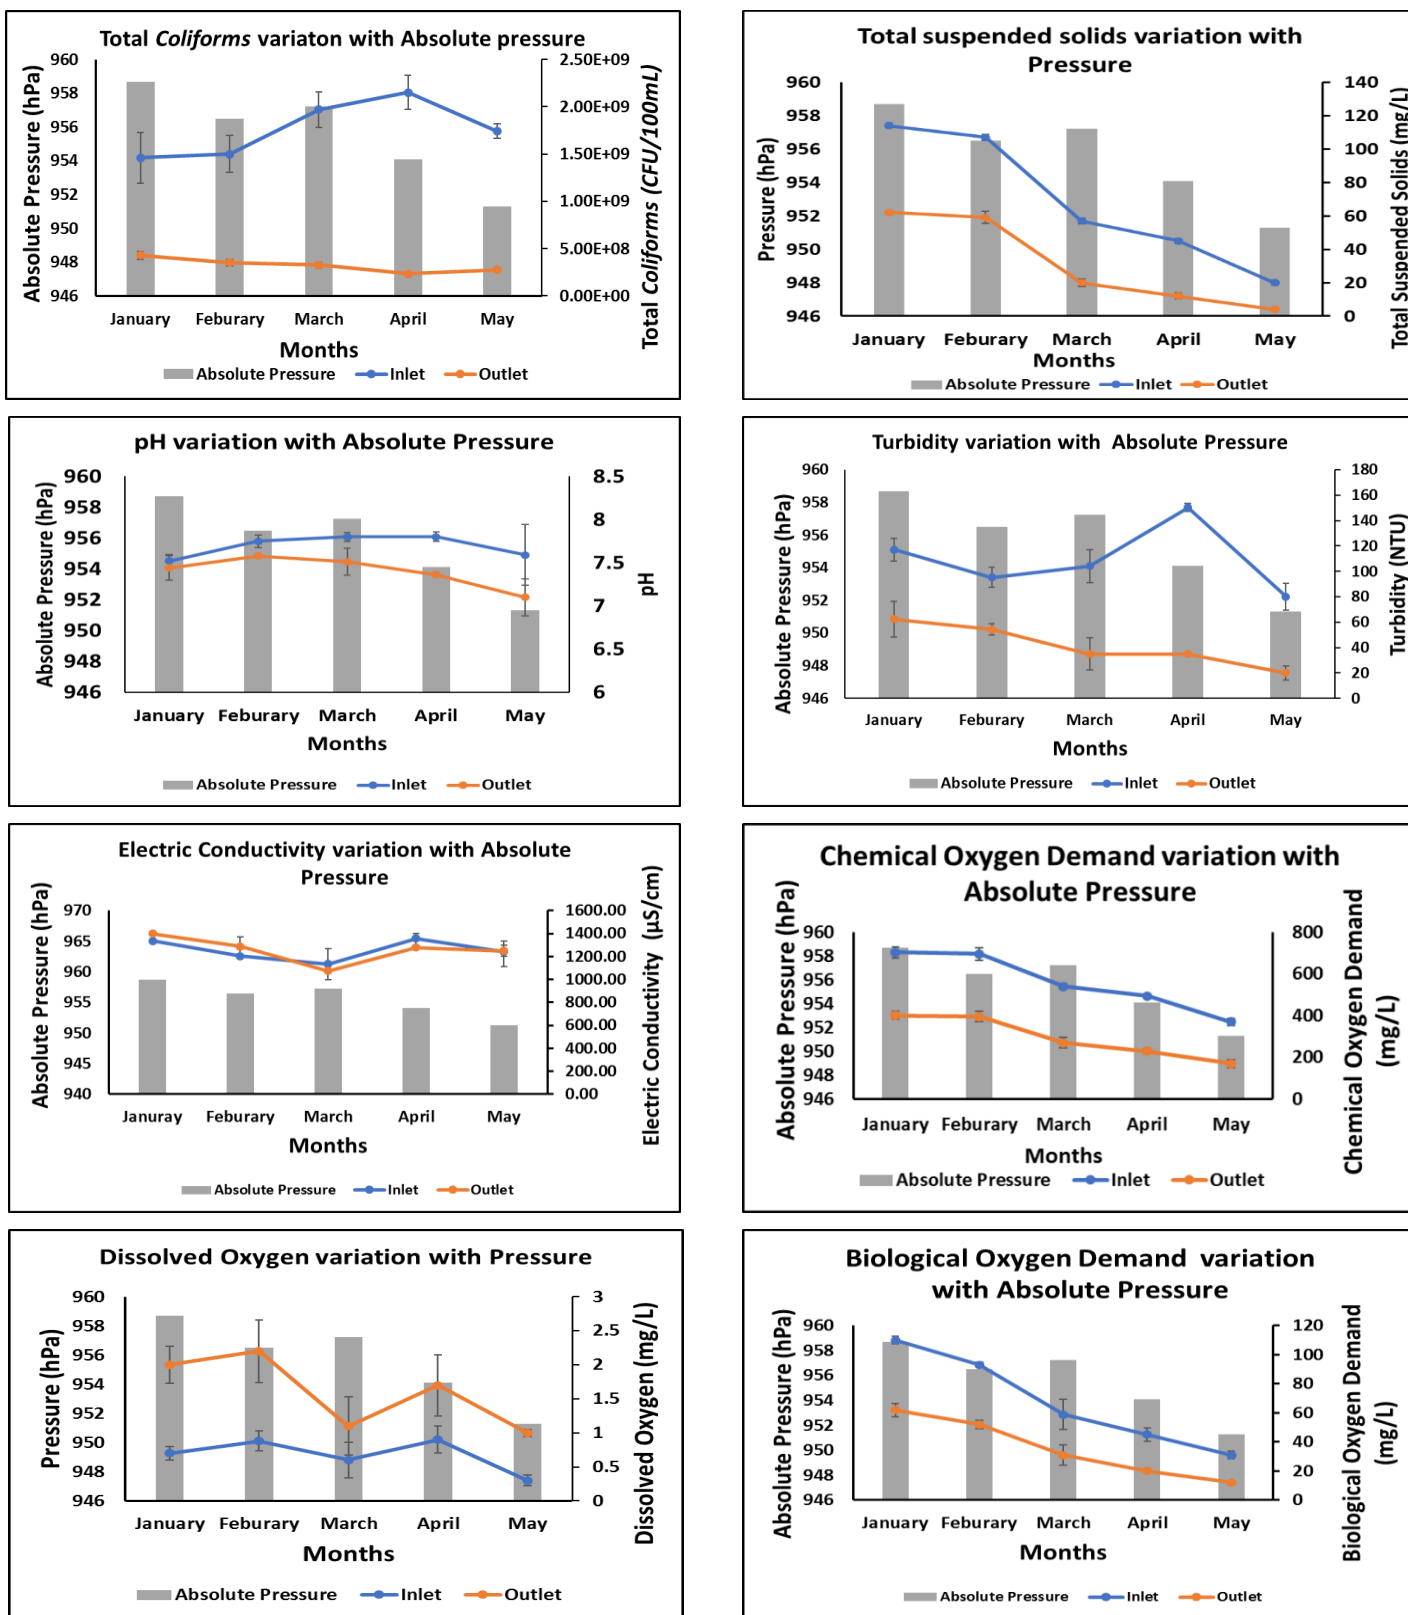 Total Coliforms variaton with Absolute pressure
Absolute Pressure (hPa)
960
958
956
954
952
950
948
946
2.50E+09
2.00E+09
1.50E+09
1.00E+09
5.00E+08
0.00E+00
Total Coliforms (CFU/100mL)
January Feburary March April May
Months
Absolute Pressure Inlet Outlet
Total suspended solids variation with
Pressure
Pressure (hPa)
960
958
956
954
952
950
948
946
140
120
100
80
60
40
20
0
Total Suspended Solids (mg/L)
January Feburary March April May
Months
Absolute Pressure Inlet Outlet
pH variation with Absolute Pressure
Absolute Pressure (hPa)
960
958
956
954
952
950
948
946
8.5
8
7.5
7
6.5
6
pH
January Feburary March April May
Months
Absolute Pressure Inlet Outlet
Turbidity variation with Absolute Pressure
Absolute Pressure (hPa)
960
958
956
954
952
950
948
946
180
160
140
120
100
80
60
40
20
0
Turbidity (NTU)
January Feburary March April May
Months
Absolute Pressure Inlet Outlet
Electric Conductivity variation with Absolute
Pressure
Absolute Pressure (hPa)
970
965
960
955
950
945
940
1600.00
1400.00
1200.00
1000.00
800.00
600.00
400.00
200.00
0.00
Electric Conductivity (µS/cm)
Januray Feburary March April May
Months
Absolute Pressure Inlet Outlet
Chemical Oxygen Demand variation with
Absolute Pressure
Absolute Pressure (hPa)
960
958
956
954
952
950
948
946
800
600
400
200
0
Chemical Oxygen Demand
(mg/L)
January Feburary March April May
Months
Absolute Pressure Inlet Outlet
Dissolved Oxygen variation with Pressure
Pressure (hPa)
960
958
956
954
952
950
948
946
3
2.5
2
1.5
1
0.5
0
Dissolved Oxygen (mg/L)
January Feburary March April May
Months
Absolute Pressure Inlet Outlet
Biological Oxygen Demand variation
with Absolute Pressure
Absolute Pressure (hPa)
960
958
956
954
952
950
948
946
120
100
80
60
40
20
0
Biological Oxygen Demand
(mg/L)
January Feburary March April May
Months
Absolute Pressure Inlet Outlet